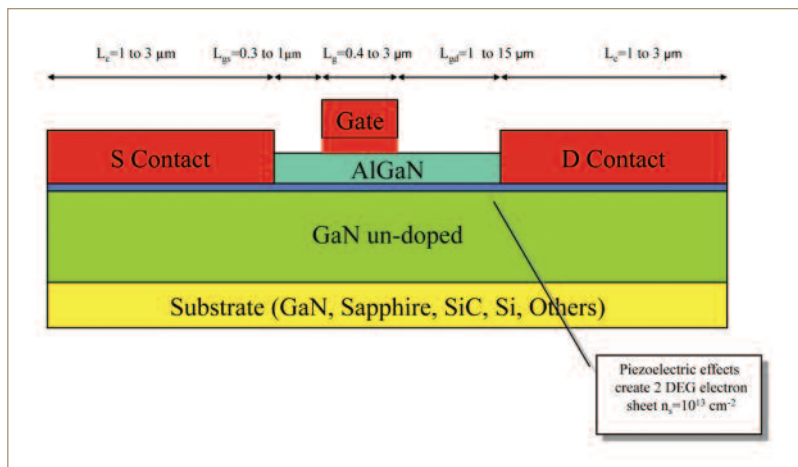 Lc=1 to 3 µm Lgs=0.3 to 1µm Lg=0.4 to 3 µm Lgd=1 to 15 µm Lc=1 to 3 µm
Gate
S Contact D Contact
AlGaN
GaN un-doped
Substrate (GaN, Sapphire, SiC, Si, Others)
Piezoelectric effects
create 2 DEG electron
sheet ns=10¹³ cm⁻²